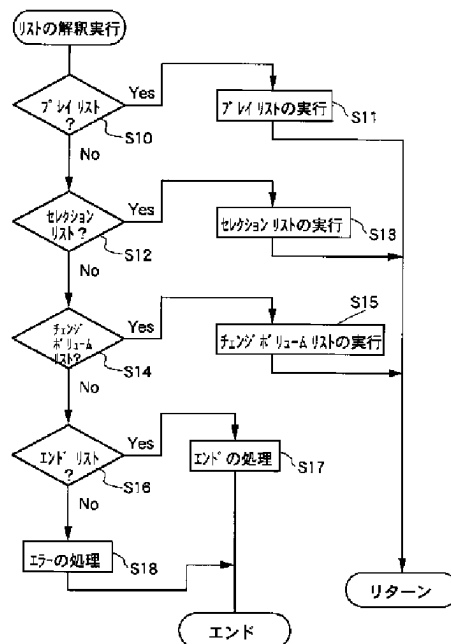 リストの解釈実行
プレイ リスト
?
Yes
S10
No
プレイ リストの実行
S11
セレクション
リスト?
Yes
S12
No
セレクション リストの実行
S13
チェンジ
ボリューム
リスト?
Yes
S14
No
S15
チェンジ ボリューム リストの実行
エンド リスト
?
Yes
S16
No
エンドの処理
S17
エラーの処理
S18
リターン
エンド